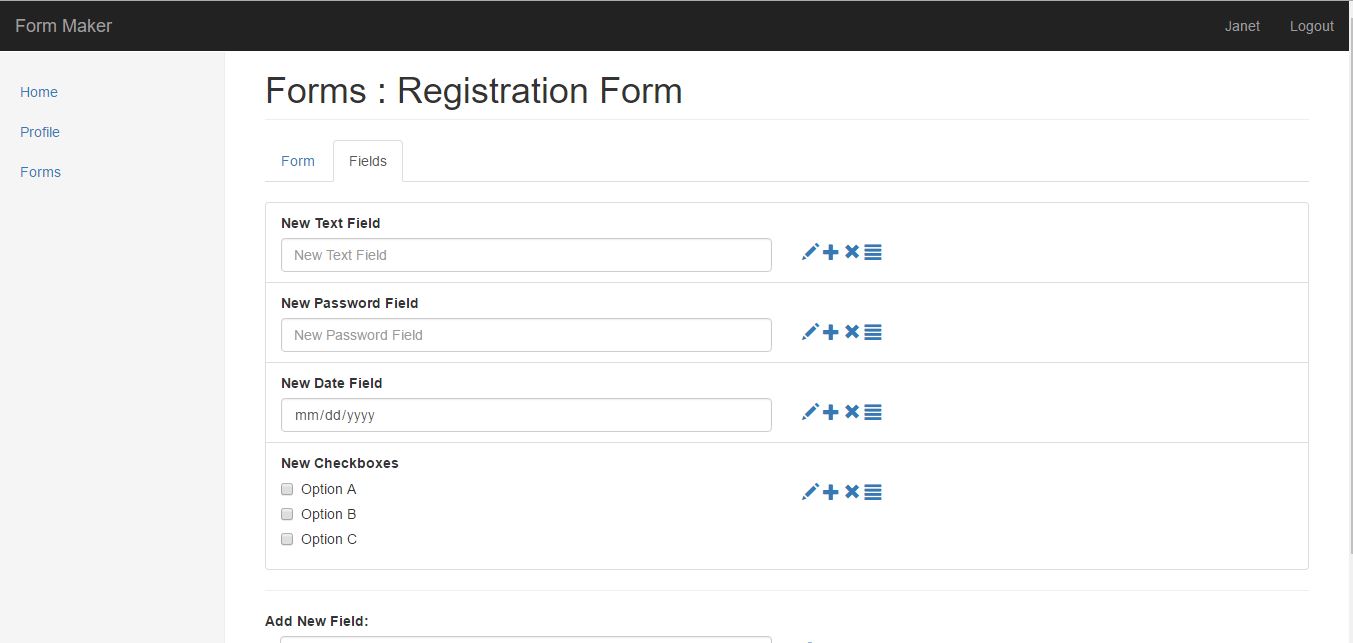 Form Maker
Janet
Logout
Home
Profile
Forms
Forms : Registration Form
Form
Fields
New Text Field
New Text Field
New Password Field
New Password Field
New Date Field
mm/dd/yyyy
New Checkboxes
Option A
Option B
Option C
Add New Field: